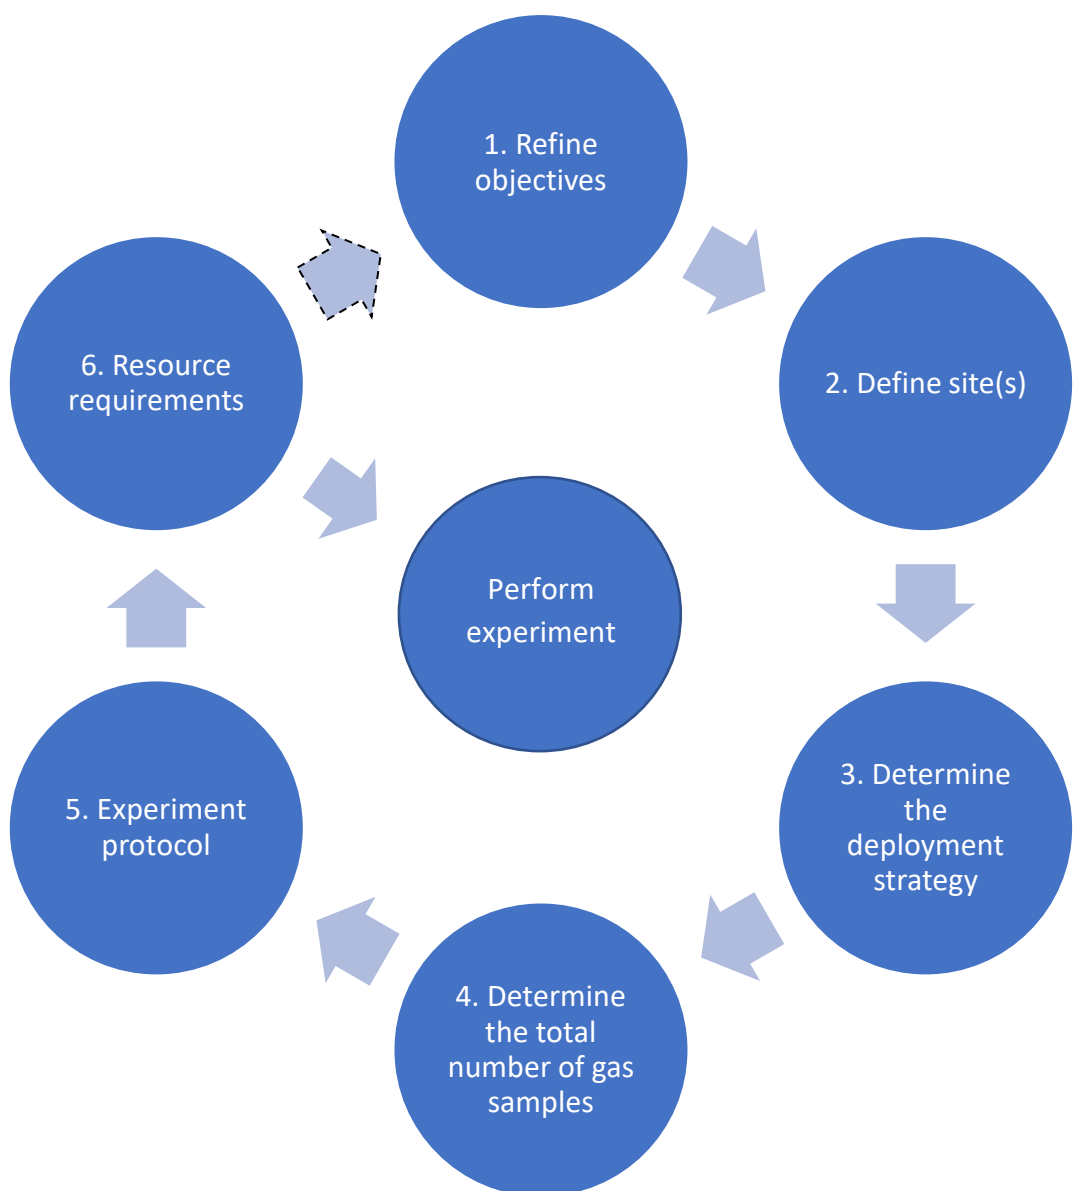 1. Refine
objectives
2. Define site(s)
3. Determine
the
deployment
strategy
4. Determine
the total
number of gas
samples
5. Experiment
protocol
6. Resource
requirements
Perform
experiment